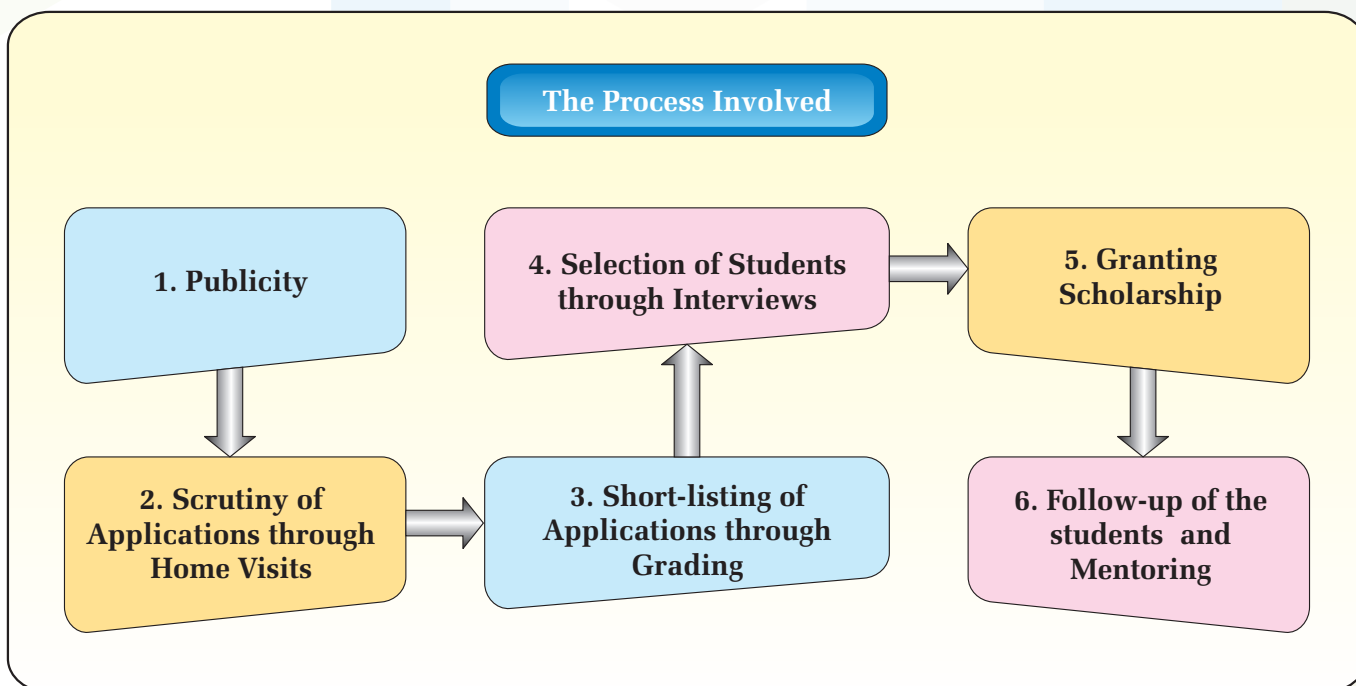 The Process Involved
1. Publicity
2. Scrutiny of
Applications through
Home Visits
3. Short-listing of
Applications through
Grading
4. Selection of Students
through Interviews
5. Granting
Scholarship
6. Follow-up of the
students and
Mentoring